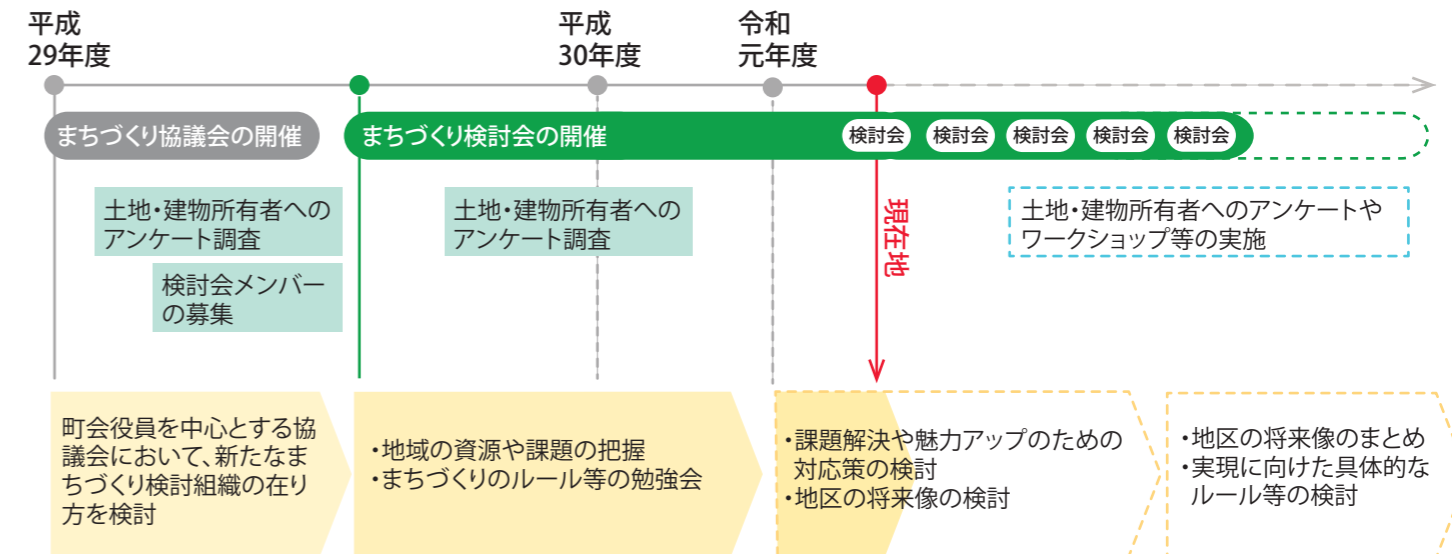 平成
29年度
平成
30年度
令和
元年度
まちづくり協議会の開催
まちづくり検討会の開催
検討会
検討会
検討会
検討会
検討会
土地・建物所有者への
アンケート調査
検討会メンバー
の募集
土地・建物所有者への
アンケート調査
現在地
土地・建物所有者へのアンケートや
ワークショップ等の実施
町会役員を中心とする協
議会において、新たなま
ちづくり検討組織の在り
方を検討
・地域の資源や課題の把握
・まちづくりのルール等の勉強会
・課題解決や魅力アップのための
対応策の検討
・地区の将来像の検討
・地区の将来像のまとめ
・実現に向けた具体的な
ルール等の検討